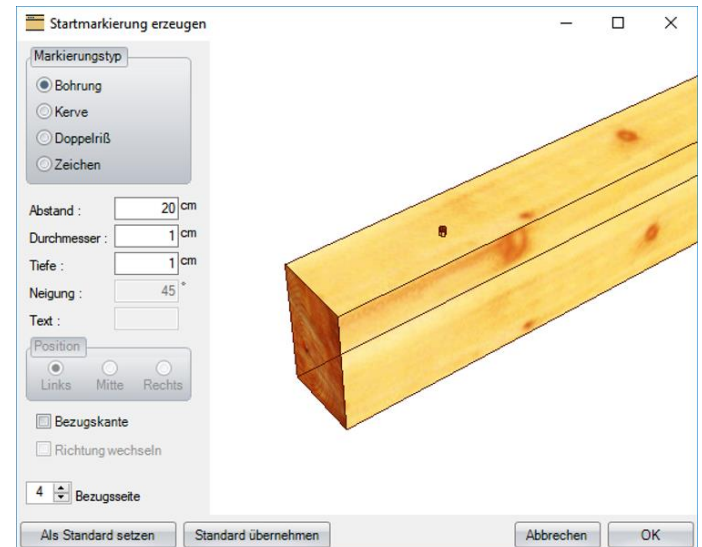 Startmarkierung erzeugen
Markierungstyp
Bohrung
Kerve
Doppelriß
Zeichen
Abstand : 20 cm
Durchmesser : 1 cm
Tiefe : 1 cm
Neigung : 45 °
Text :
Position
Links Mitte Rechts
Bezugskante
Richtung wechseln
4 Bezugsseite
Als Standard setzen Standard übernehmen Abbrechen OK